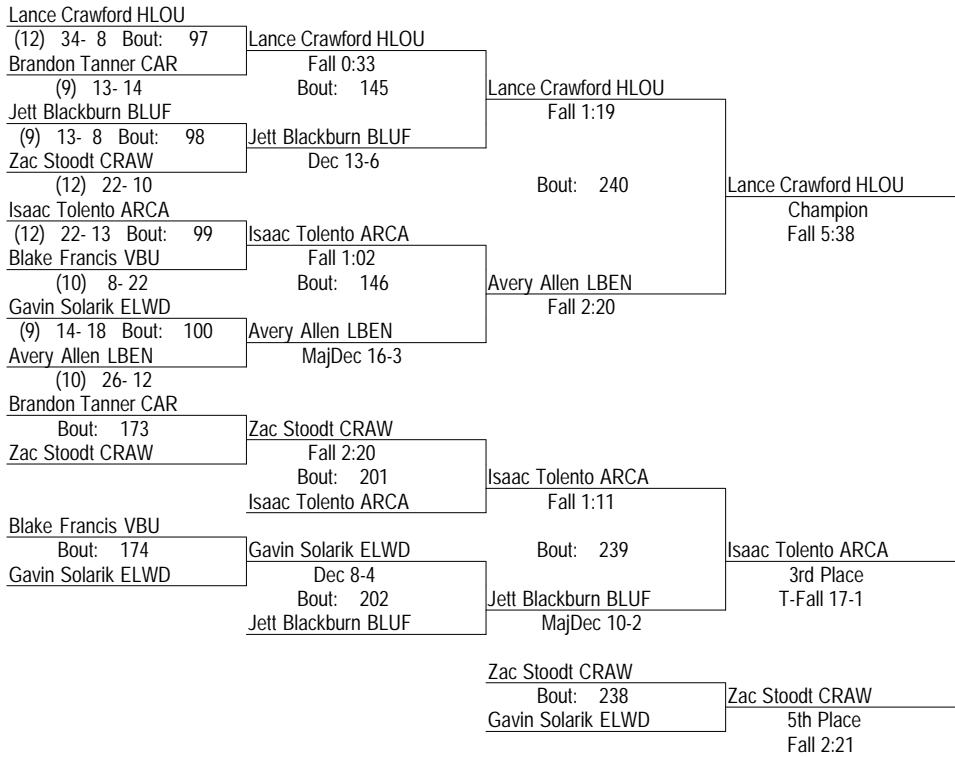 Lance Crawford HLOU
(12) 34- 8 Bout: 97 Lance Crawford HLOU
Brandon Tanner CAR Fall 0:33
(9) 13- 14 Bout: 145 Lance Crawford HLOU
Jett Blackburn BLUF Fall 1:19
(9) 13- 8 Bout: 98 Jett Blackburn BLUF
Zac Stoodt CRAW Dec 13-6
(12) 22- 10 Bout: 240 Lance Crawford HLOU
Isaac Tolento ARCA Champion
(12) 22- 13 Bout: 99 Isaac Tolento ARCA Fall 5:38
Blake Francis VBU Fall 1:02
(10) 8- 22 Bout: 146 Avery Allen LBEN
Gavin Solarik ELWD Fall 2:20
(9) 14- 18 Bout: 100 Avery Allen LBEN
Avery Allen LBEN MajDec 16-3
(10) 26- 12
Brandon Tanner CAR
Bout: 173 Zac Stoodt CRAW
Zac Stoodt CRAW Fall 2:20
Bout: 201 Isaac Tolento ARCA
Isaac Tolento ARCA Fall 1:11
Blake Francis VBU
Bout: 174 Gavin Solarik ELWD Bout: 239 Isaac Tolento ARCA
Gavin Solarik ELWD Dec 8-4 3rd Place
Bout: 202 Jett Blackburn BLUF T-Fall 17-1
Jett Blackburn BLUF MajDec 10-2
Zac Stoodt CRAW
Bout: 238 Zac Stoodt CRAW
Gavin Solarik ELWD 5th Place
Fall 2:21